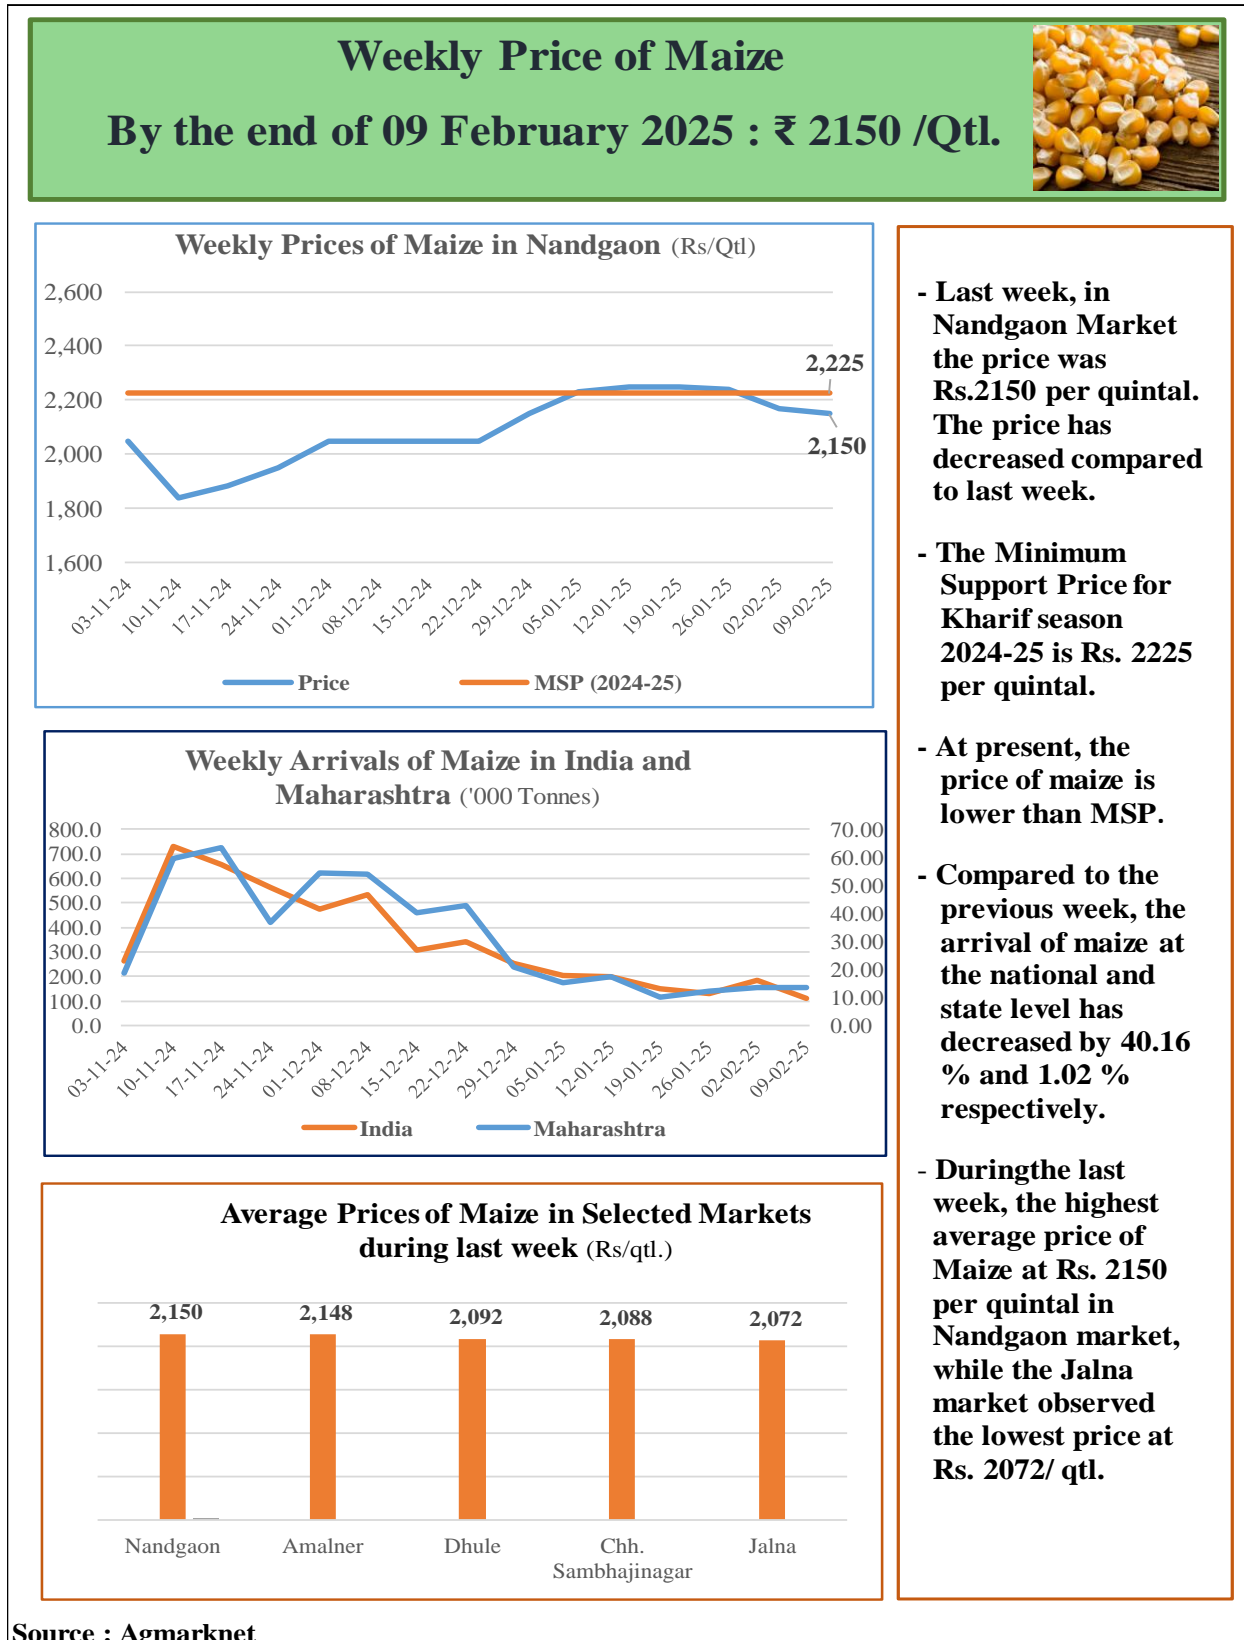 Weekly Price of Maize
By the end of 09 February 2025 : ₹ 2150 /Qtl.
Weekly Prices of Maize in Nandgaon (Rs/Qtl)
2,600
2,400
2,200
2,000
1,800
1,600
2,225
2,150
03-11-24
10-11-24
17-11-24
24-11-24
01-12-24
08-12-24
15-12-24
22-12-24
29-12-24
05-01-25
12-01-25
19-01-25
26-01-25
02-02-25
09-02-25
Price
MSP (2024-25)
Weekly Arrivals of Maize in India and
Maharashtra ('000 Tonnes)
800.0
700.0
600.0
500.0
400.0
300.0
200.0
100.0
0.0
70.00
60.00
50.00
40.00
30.00
20.00
10.00
0.00
03-11-24
10-11-24
17-11-24
24-11-24
01-12-24
08-12-24
15-12-24
22-12-24
29-12-24
05-01-25
12-01-25
19-01-25
26-01-25
02-02-25
09-02-25
India
Maharashtra
Average Prices of Maize in Selected Markets
during last week (Rs/qtl.)
2,150
2,148
2,092
2,088
2,072
Nandgaon
Amalner
Dhule
Chh.
Sambhajinagar
Jalna
- Last week, in
Nandgaon Market
the price was
Rs.2150 per quintal.
The price has
decreased compared
to last week.
- The Minimum
Support Price for
Kharif season
2024-25 is Rs. 2225
per quintal.
- At present, the
price of maize is
lower than MSP.
- Compared to the
previous week, the
arrival of maize at
the national and
state level has
decreased by 40.16
% and 1.02 %
respectively.
- Duringthe last
week, the highest
average price of
Maize at Rs. 2150
per quintal in
Nandgaon market,
while the Jalna
market observed
the lowest price at
Rs. 2072/ qtl.
Source : Agmarknet